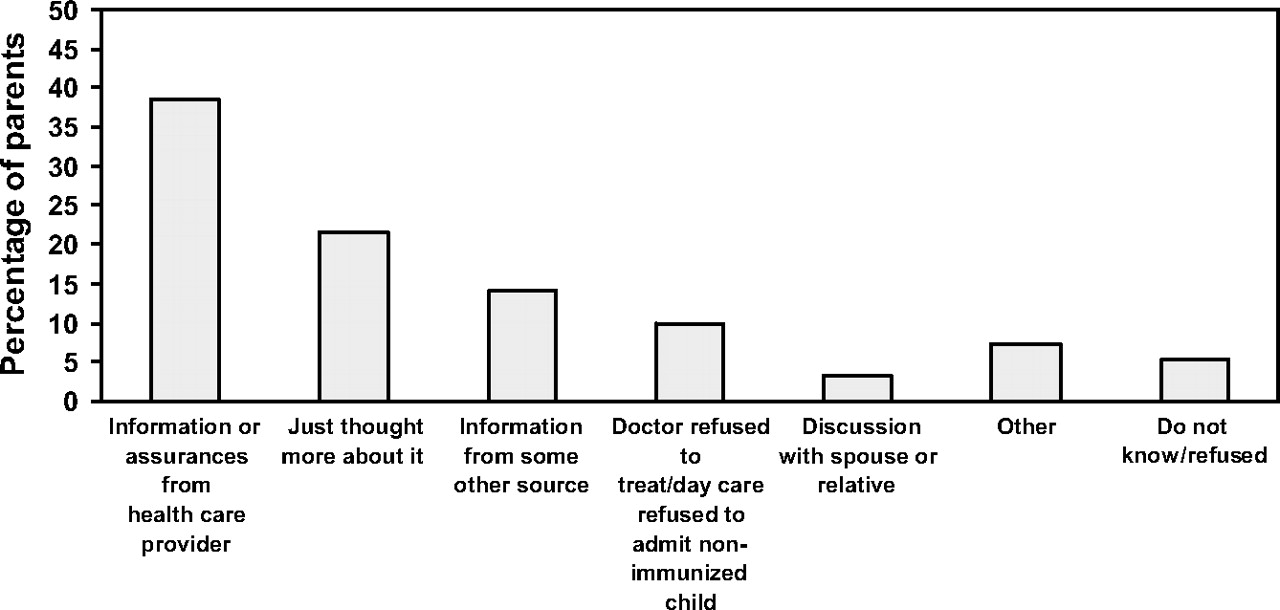 Percentage of parents
50
45
40
35
30
25
20
15
10
5
0
Information or
assurances
from
health care
provider
Just thought
more about it
Information
from some
other source
Doctor refused
to
treat/day care
refused to
admit non-
immunized
child
Discussion
with spouse or
relative
Other
Do not
know/refused